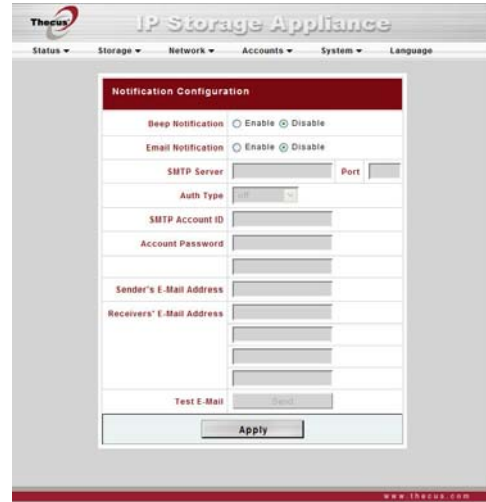 Thecus
IP Storage Appliance
Status Storage Network Accounts System Language
Notification Configuration
Beep Notification Enable Disable
Email Notification Enable Disable
SMTP Server Port
Auth Type off
SMTP Account ID
Account Password
Sender's E-Mail Address
Receivers' E-Mail Address
Test E-Mail Send
Apply
www.thecus.com